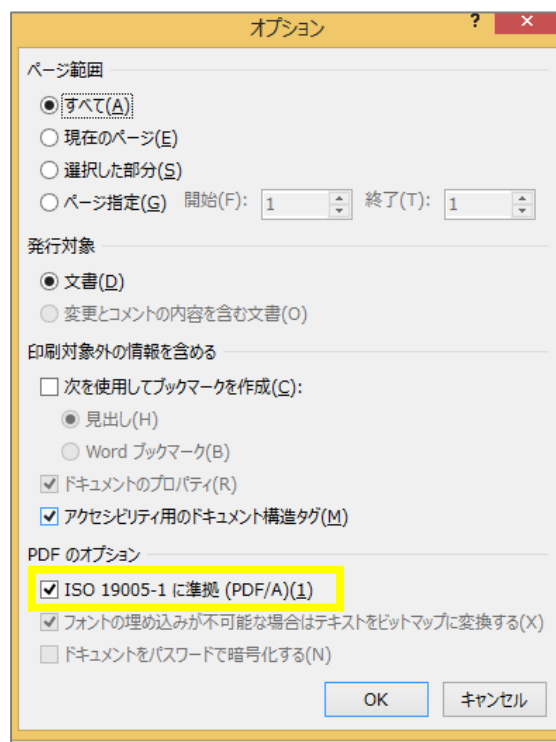 オプション
? ×
ページ範囲
すべて(A)
現在のページ(E)
選択した部分(S)
ページ指定(G) 開始(F): 1 終了(T): 1
発行対象
文書(D)
変更とコメントの内容を含む文書(O)
印刷対象外の情報を含める
次を使用してブックマークを作成(C):
見出し(H)
Word ブックマーク(B)
ドキュメントのプロパティ(R)
アクセシビリティ用のドキュメント構造タグ(M)
PDF のオプション
ISO 19005-1 に準拠 (PDF/A)(1)
フォントの埋め込みが不可能な場合はテキストをビットマップに変換する(X)
ドキュメントをパスワードで暗号化する(N)
OK キャンセル